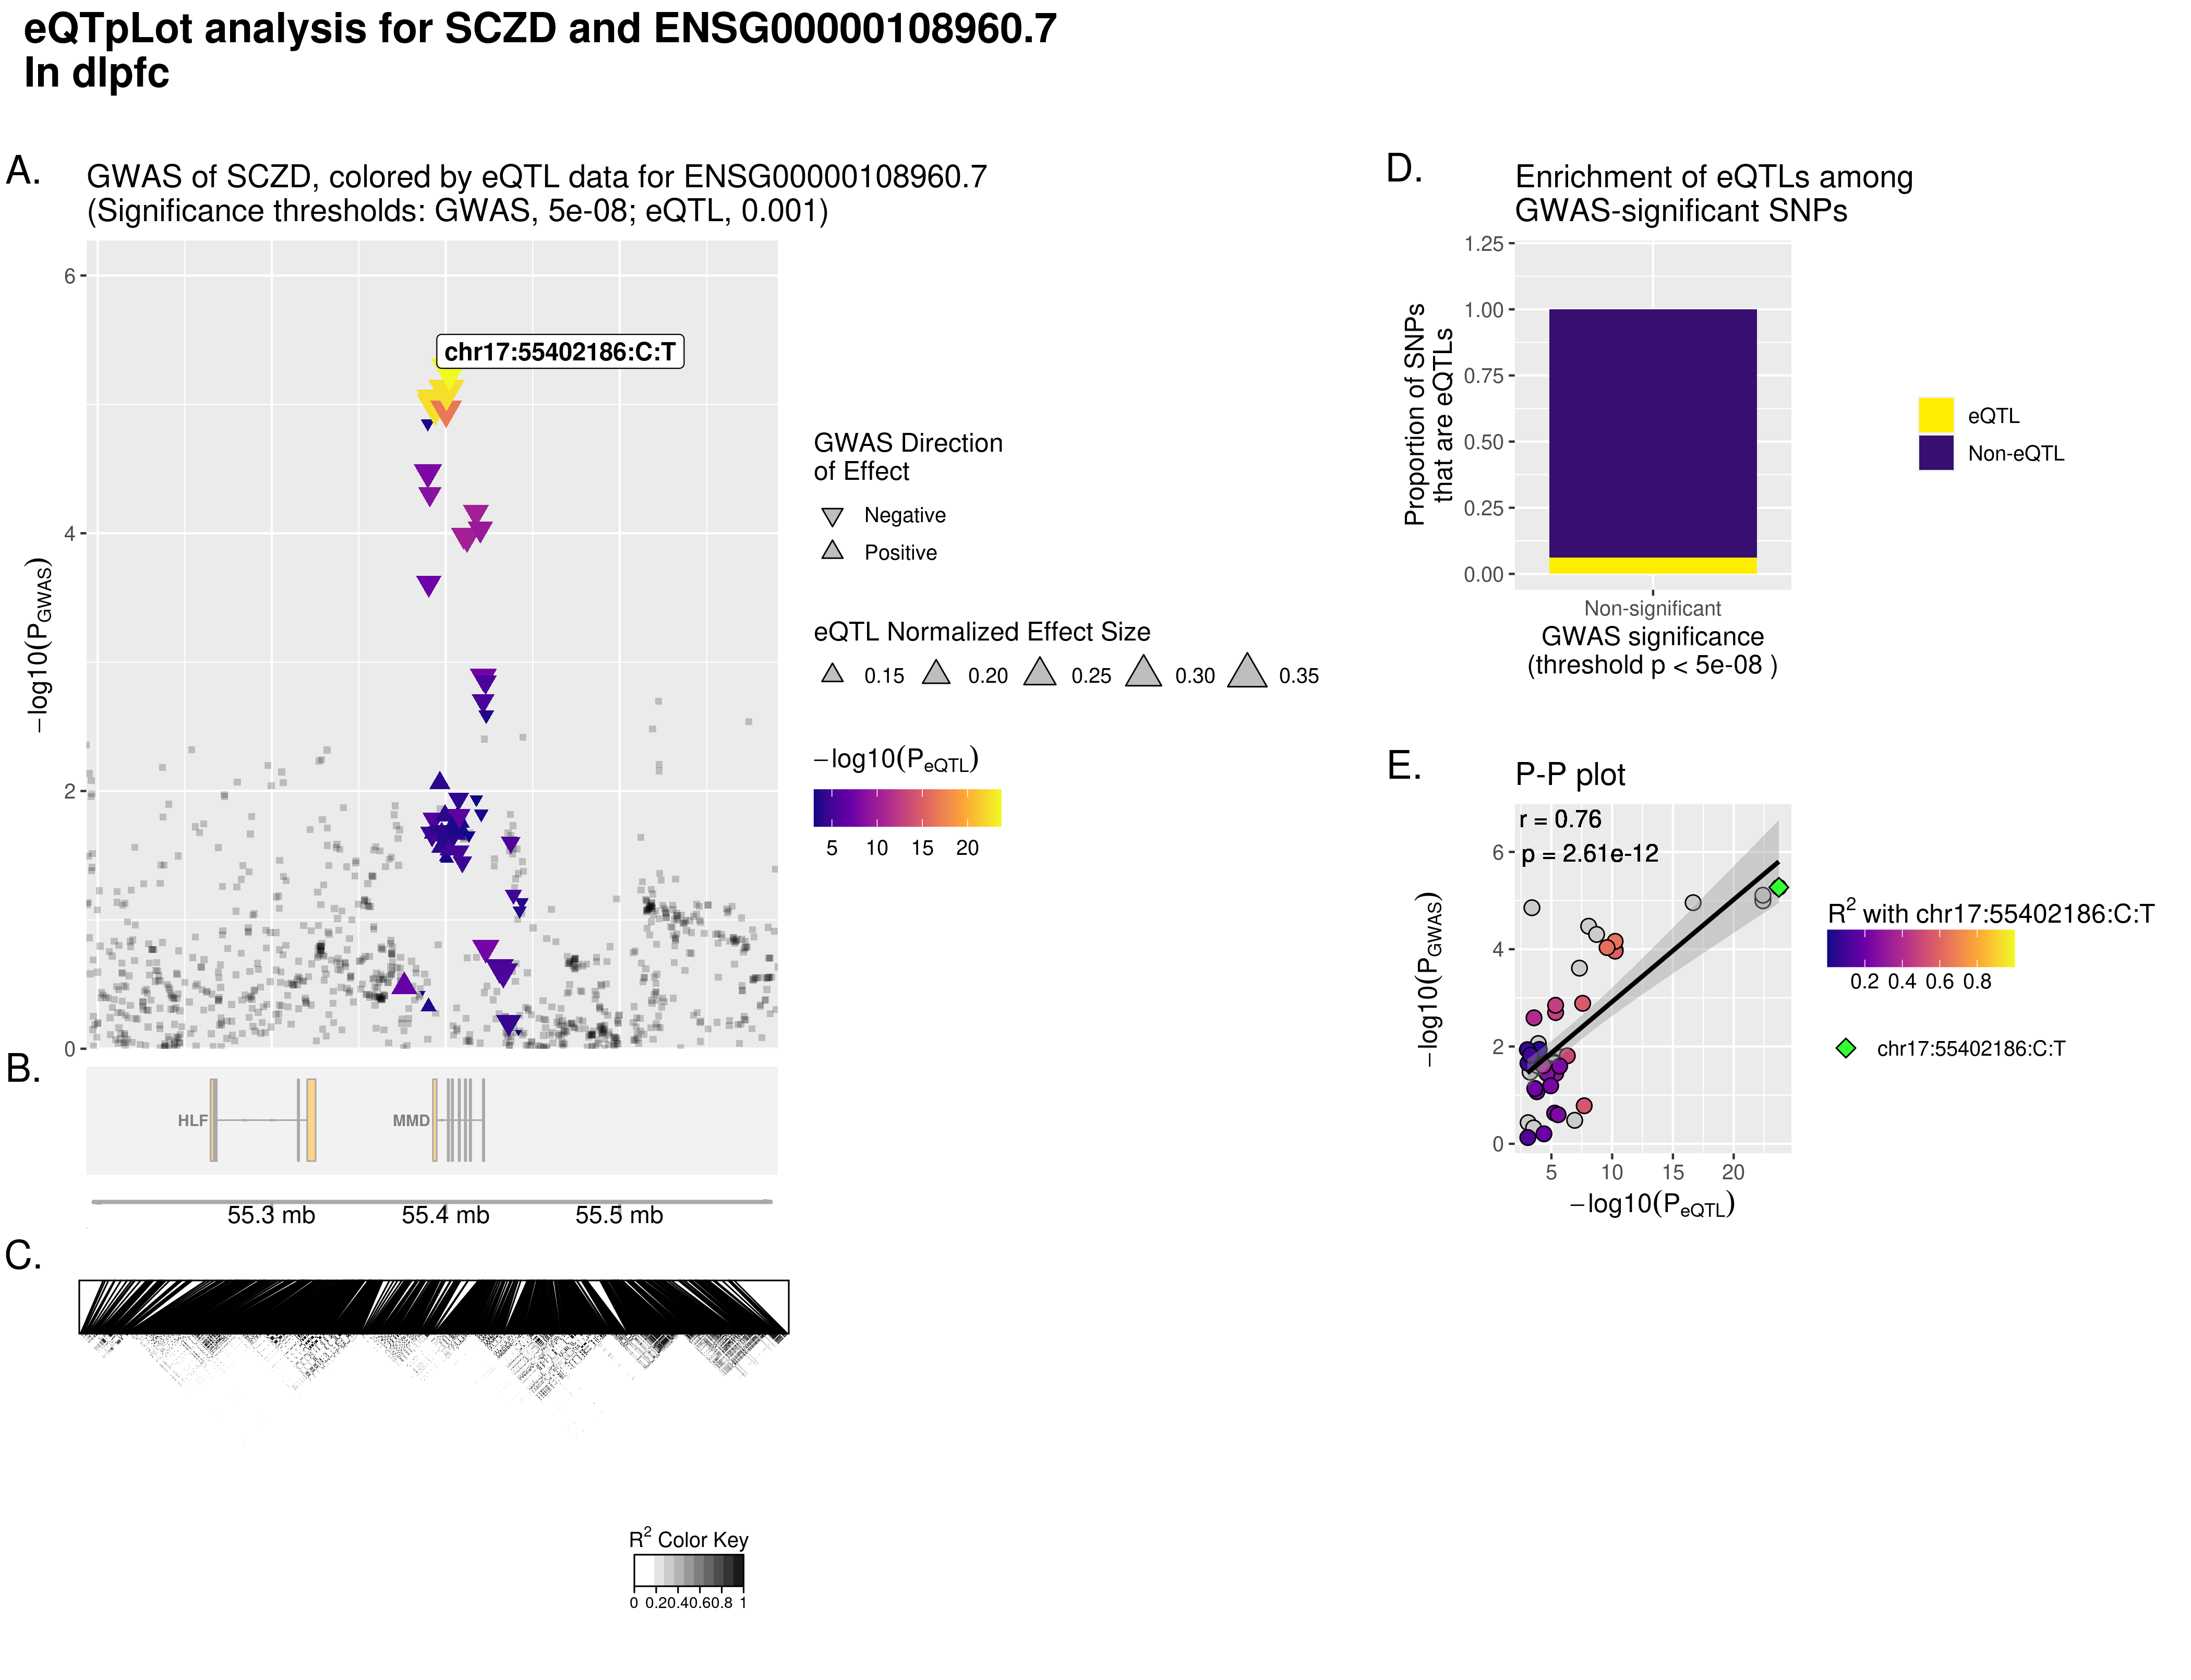 eQTpLot analysis for SCZD and ENSG00000108960.7
In dlpfc
A.
GWAS of SCZD, colored by eQTL data for ENSG00000108960.7
(Significance thresholds: GWAS, 5e-08; eQTL, 0.001)
6
4
2
0
−log10(PGWAS)
chr17:55402186:C:T
GWAS Direction
of Effect
Negative
Positive
eQTL Normalized Effect Size
0.15 0.20 0.25 0.30 0.35
−log10(PeQTL)
5 10 15 20
B.
HLF
MMD
55.3 mb 55.4 mb 55.5 mb
C.
R2 Color Key
0 0.2 0.4 0.6 0.8 1
D.
Enrichment of eQTLs among
GWAS-significant SNPs
1.25
1.00
0.75
0.50
0.25
0.00
Proportion of SNPs
that are eQTLs
Non-significant
GWAS significance
(threshold p < 5e-08 )
eQTL
Non-eQTL
E.
P-P plot
r = 0.76
p = 2.61e-12
6
4
2
0
−log10(PGWAS)
5 10 15 20
−log10(PeQTL)
R2 with chr17:55402186:C:T
0.2 0.4 0.6 0.8
chr17:55402186:C:T